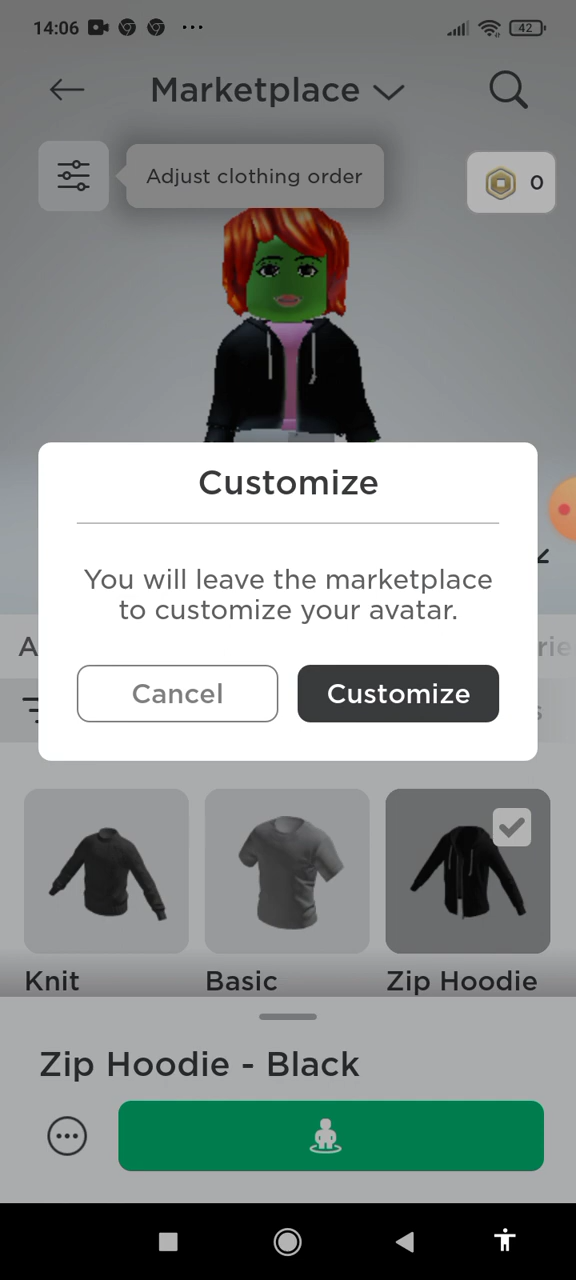 14:06
42
Marketplace
Adjust clothing order
0
Customize
You will leave the marketplace
to customize your avatar.
Cancel
Customize
A
rie
s
Knit
Basic
Zip Hoodie
Zip Hoodie - Black